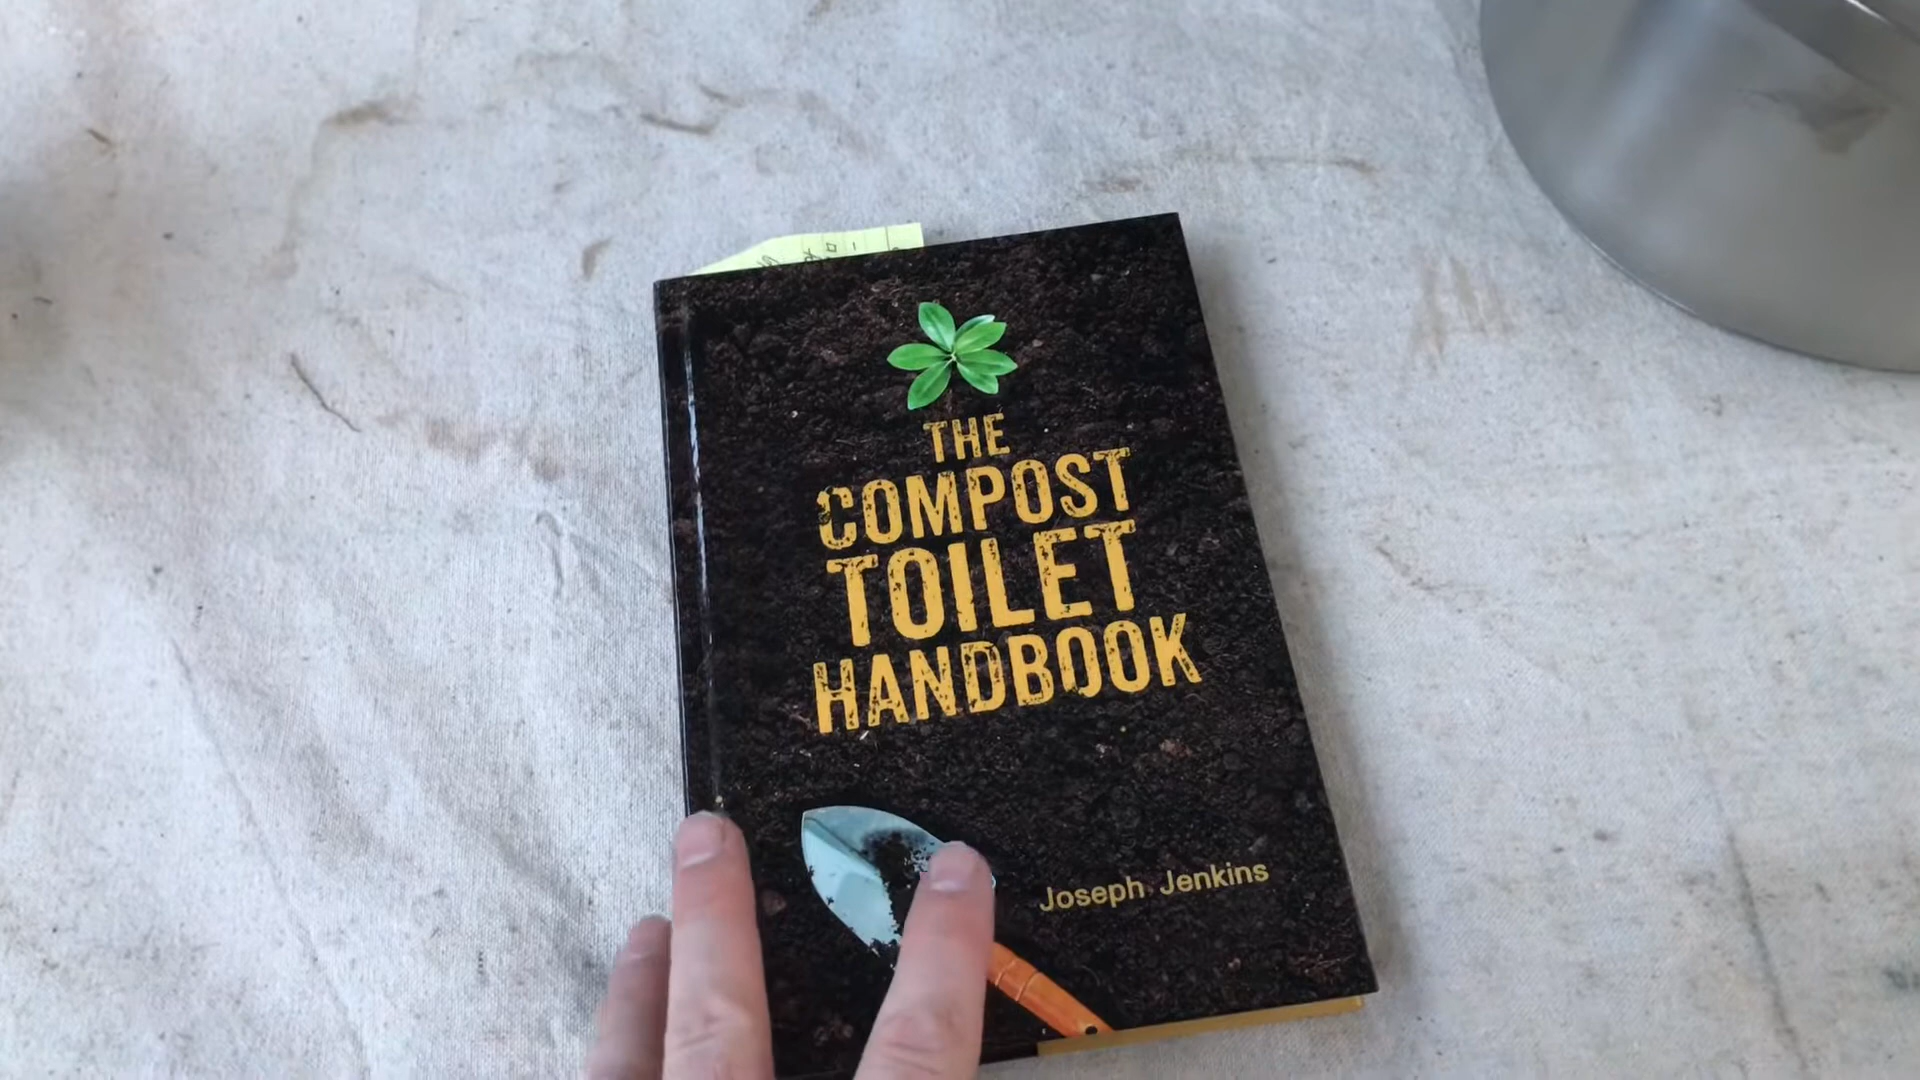 THE
COMPOST
TOILET
HANDBOOK
Joseph Jenkins